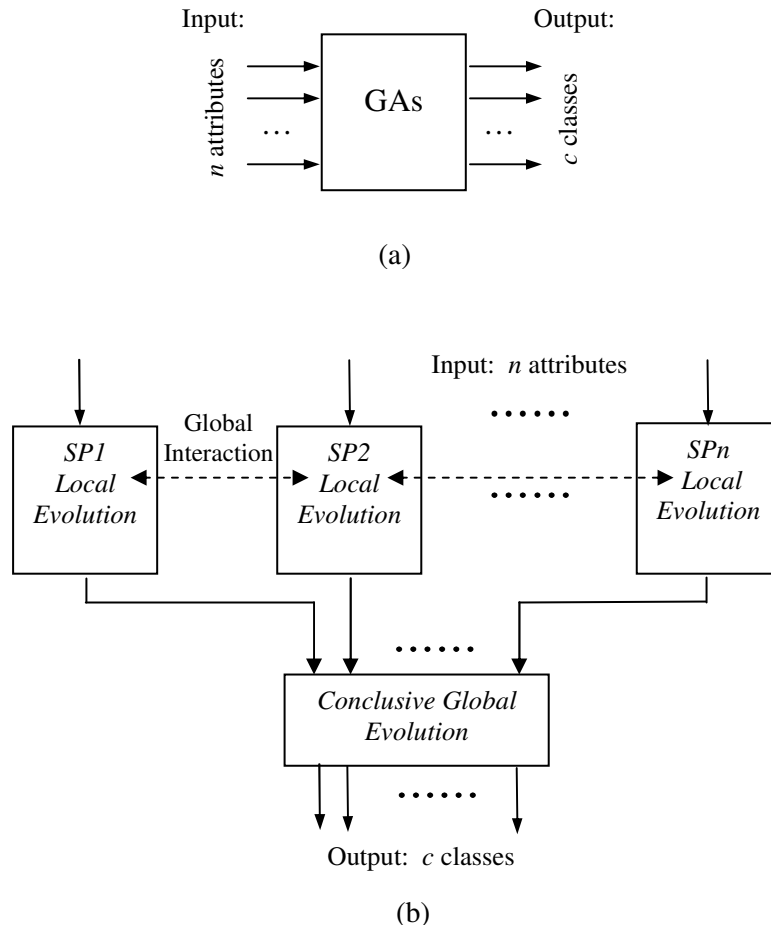 Input:
Output:
n attributes
GAs
c classes
...
...
(a)
Input: n attributes
......
SP1
Local
Evolution
Global
Interaction
SP2
Local
Evolution
......
SPn
Local
Evolution
......
Conclusive Global
Evolution
......
Output: c classes
(b)